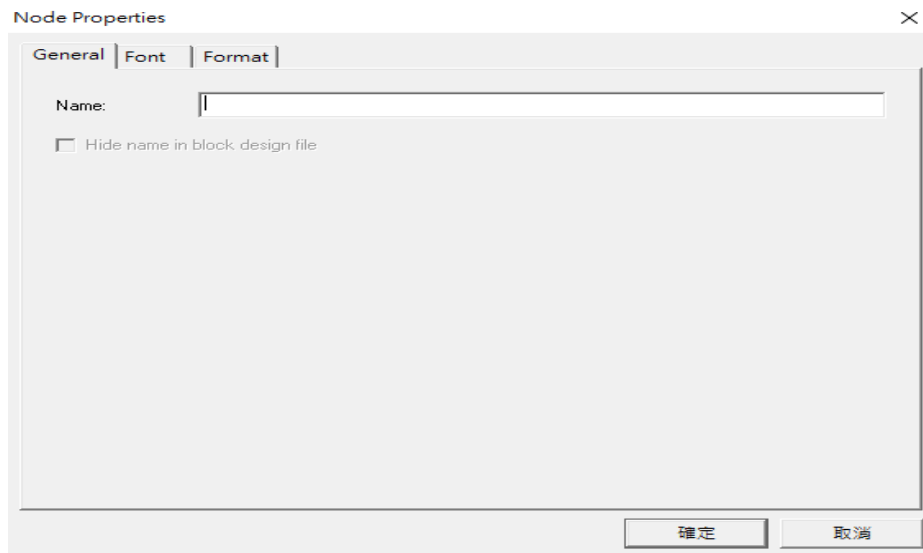 Node Properties
General Font Format
Name:
Hide name in block design file
確定 取消